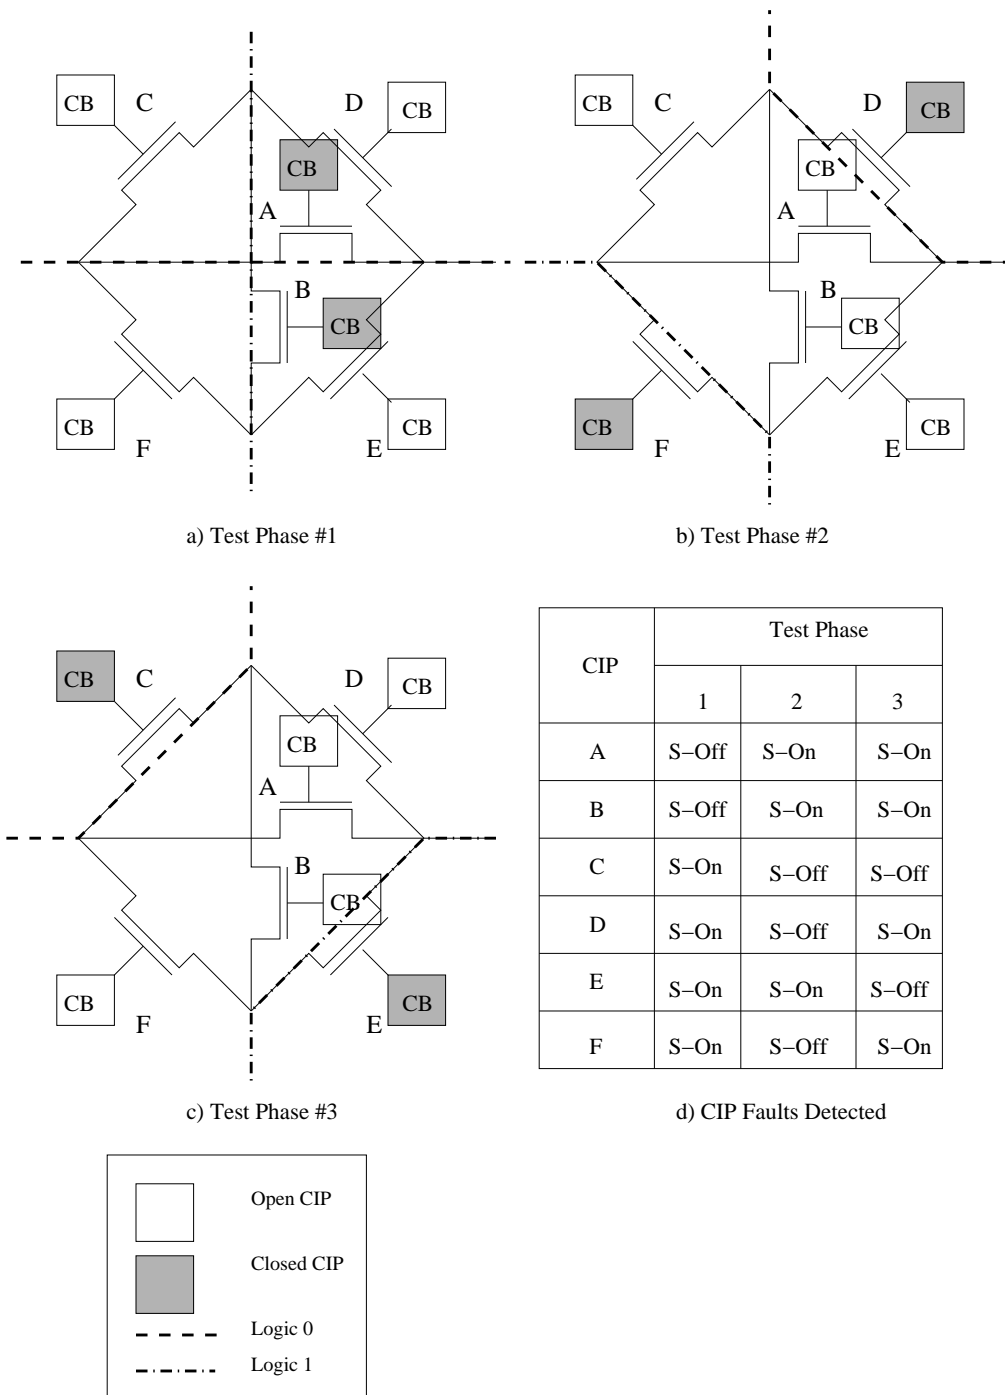 CB C D CB
CB
A
B
CB
CB F E CB
a) Test Phase #1
CB C D CB
CB
A
B
CB
CB F E CB
b) Test Phase #2
CB C D CB
CB
A
B
CB
CB F E CB
c) Test Phase #3
CIP Test Phase
1 2 3
A S−Off S−On S−On
B S−Off S−On S−On
C S−On S−Off S−Off
D S−On S−Off S−On
E S−On S−On S−Off
F S−On S−Off S−On
d) CIP Faults Detected
Open CIP
Closed CIP
Logic 0
Logic 1